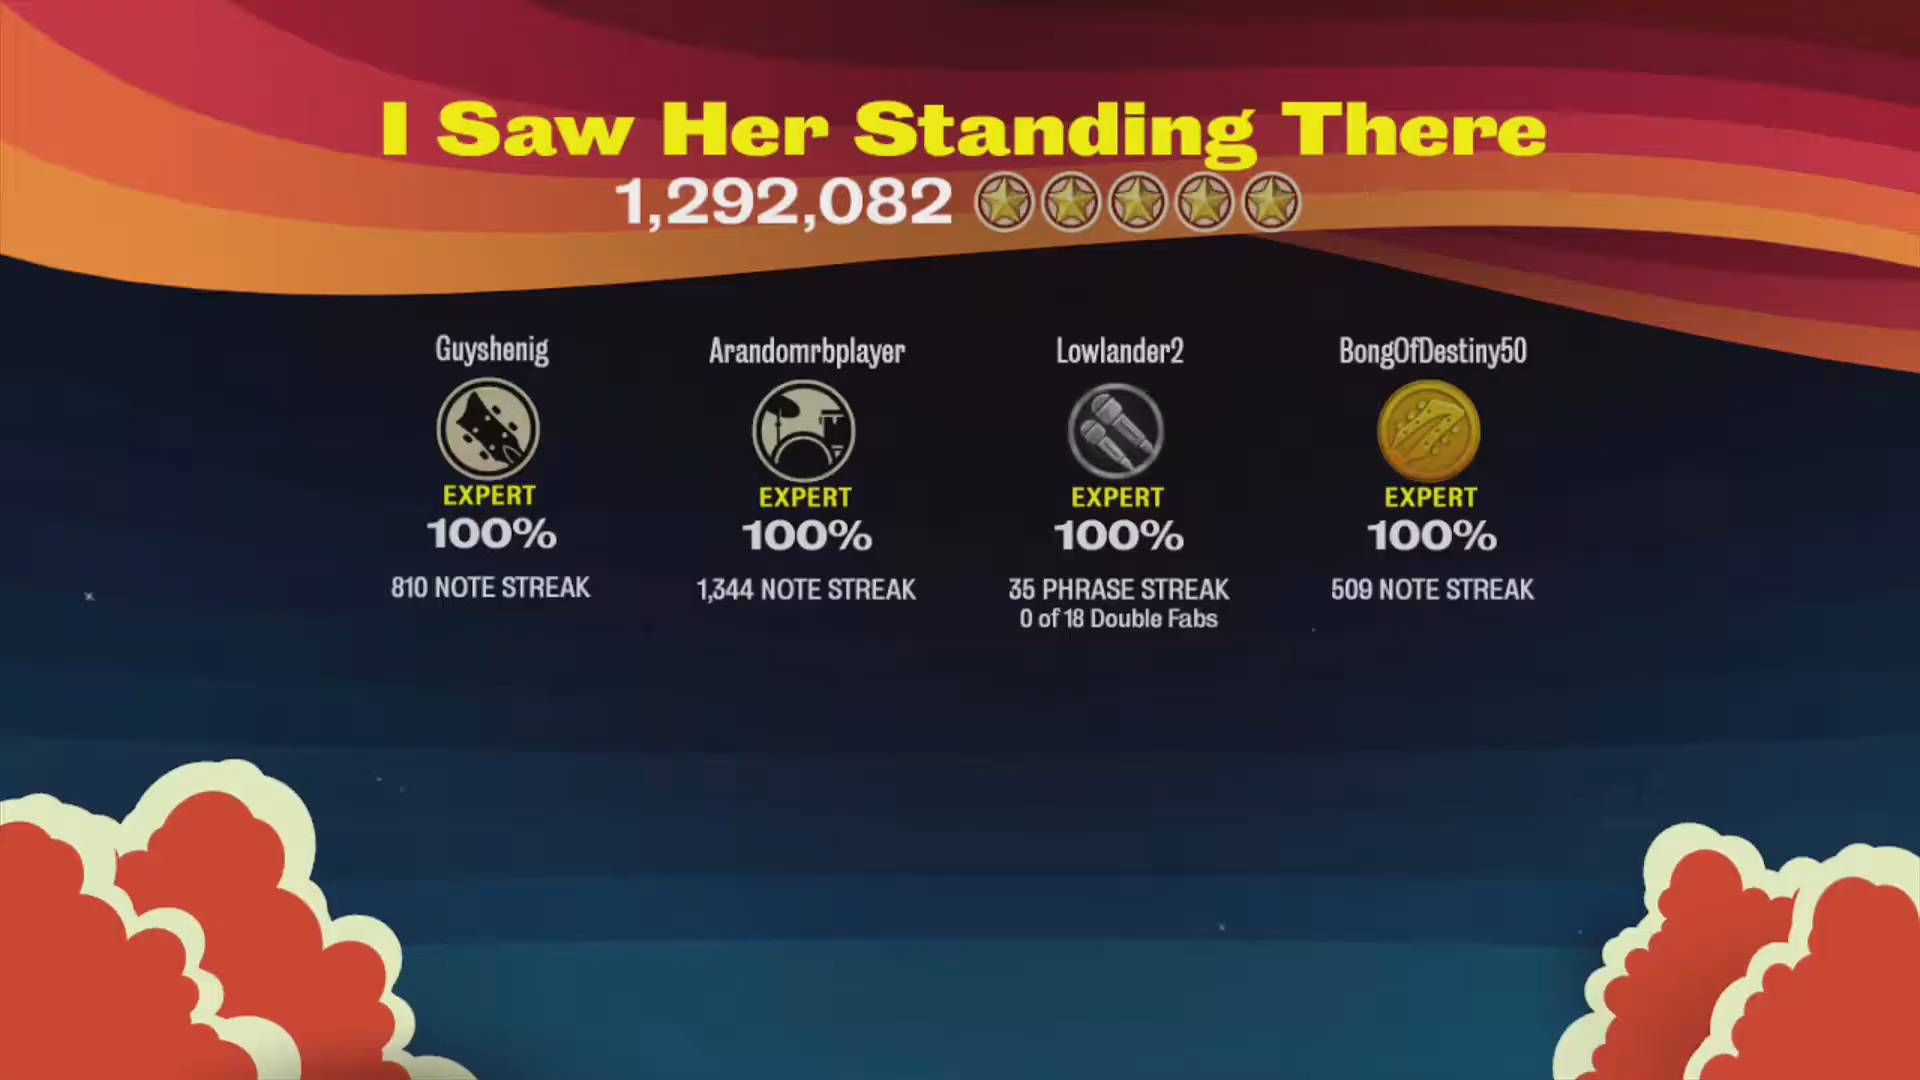 I Saw Her Standing There
1,292,082
Guyshenig
EXPERT
100%
810 NOTE STREAK
Arandomrbplayer
EXPERT
100%
1,344 NOTE STREAK
Lowlander2
EXPERT
100%
35 PHRASE STREAK
0 of 18 Double Fabs
BongOfDestiny50
EXPERT
100%
509 NOTE STREAK